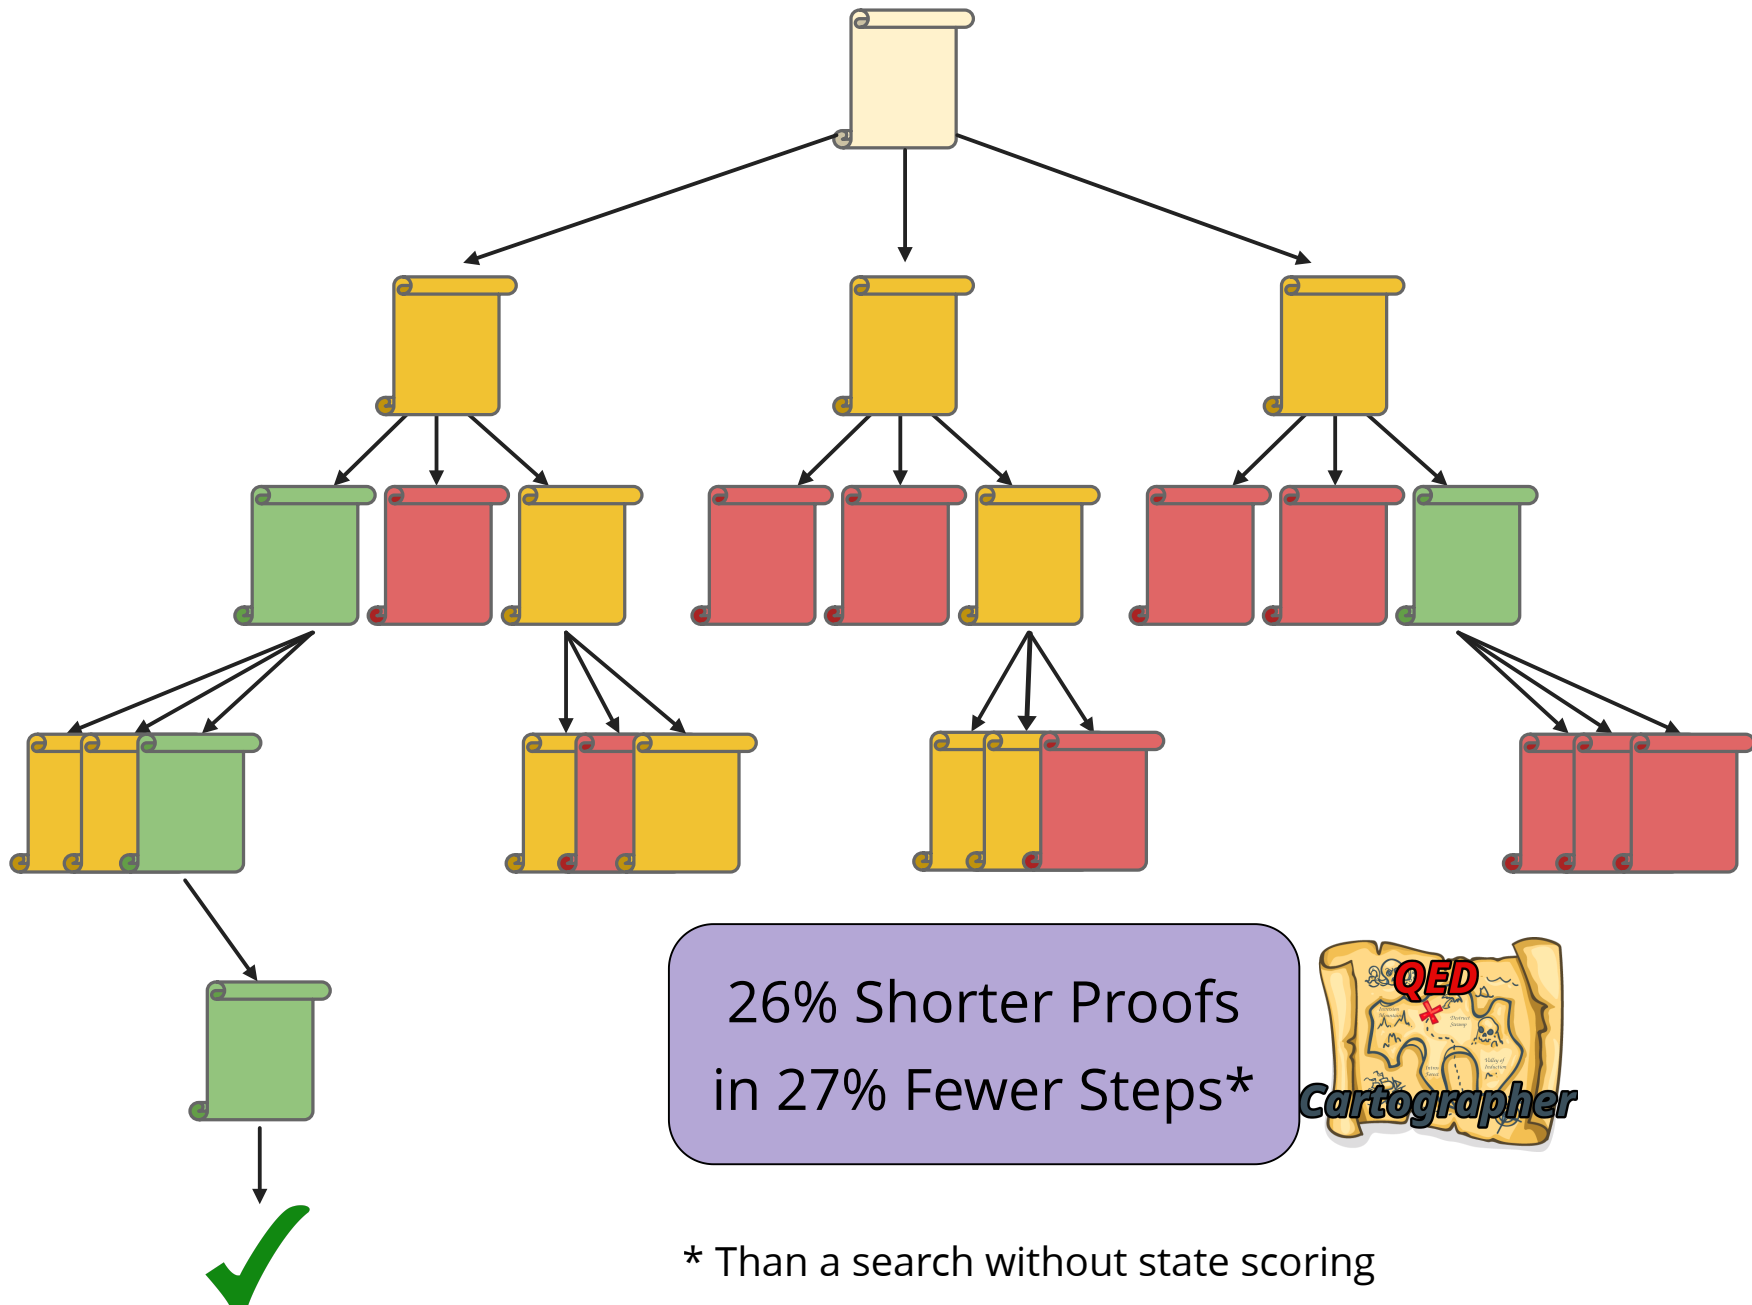 26% Shorter Proofs
in 27% Fewer Steps*
QED
Cartographer
* Than a search without state scoring